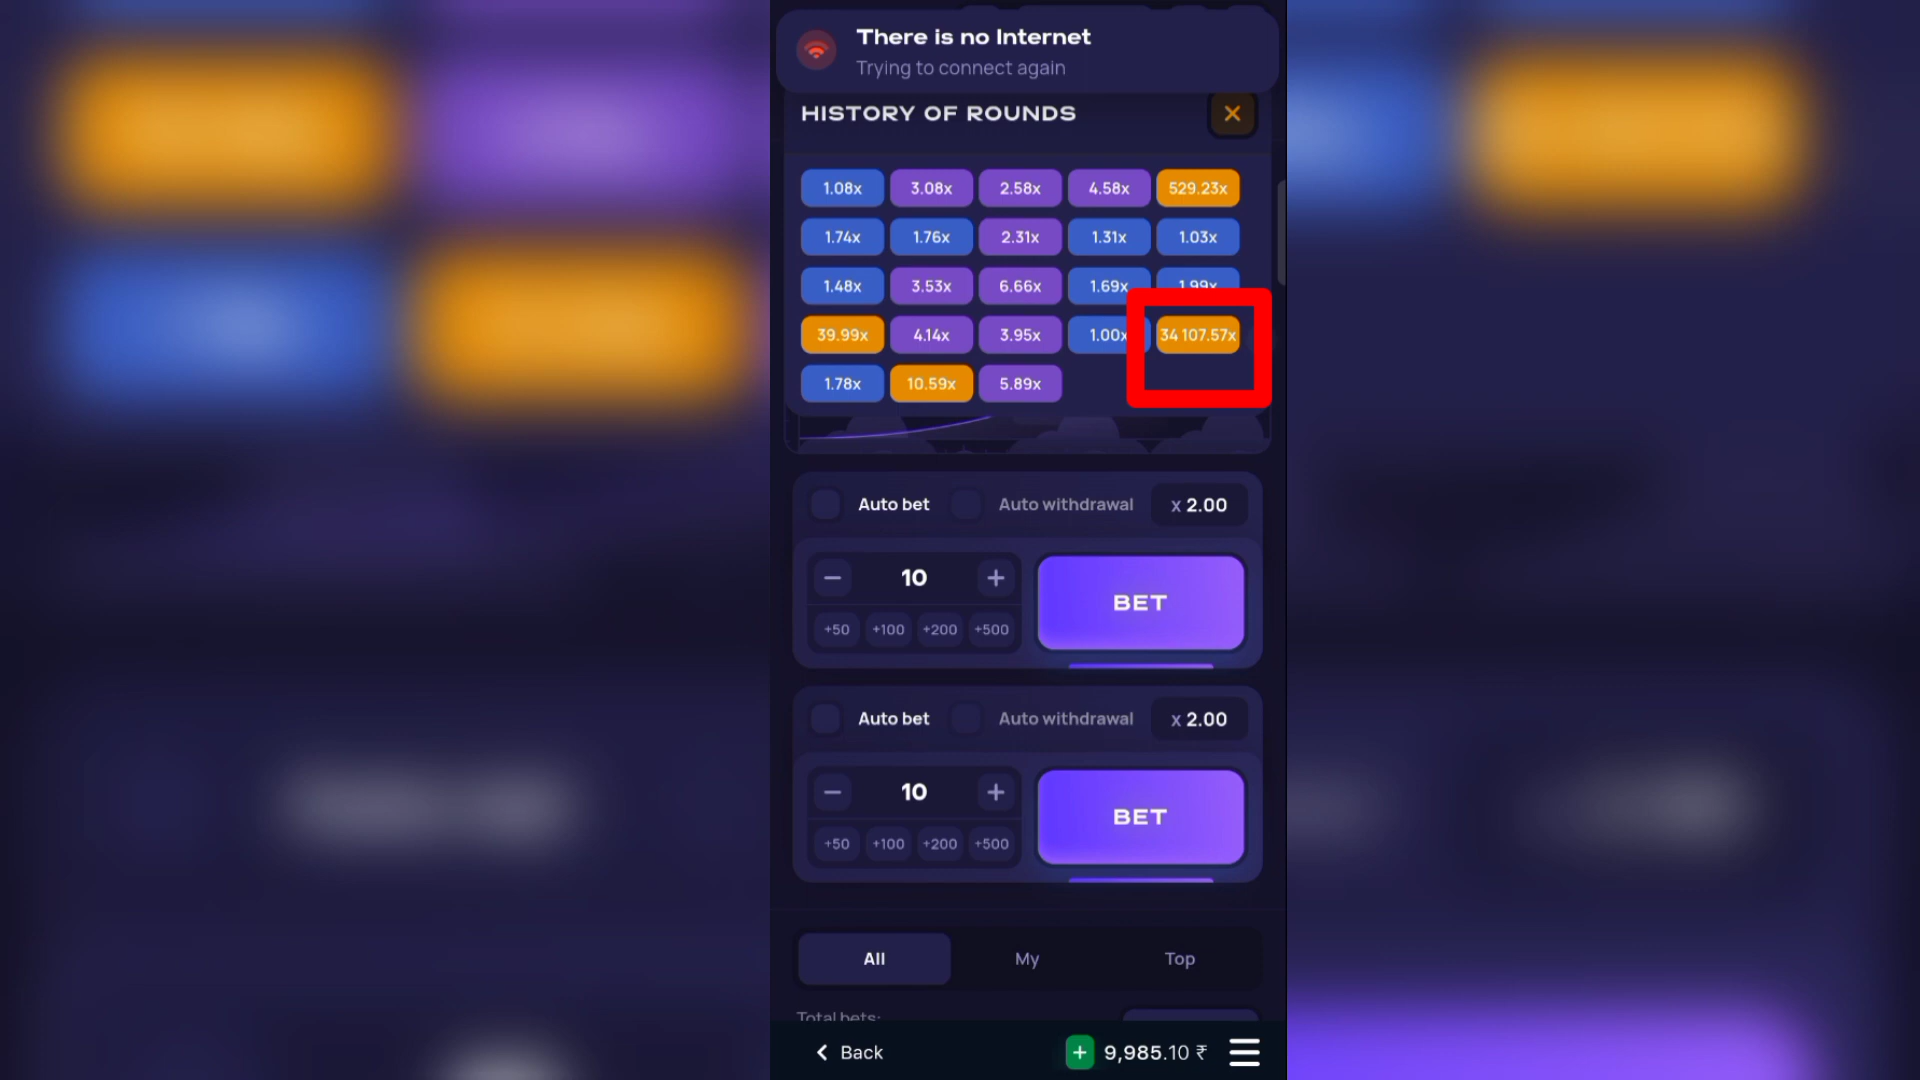 There is no Internet
Trying to connect again
HISTORY OF ROUNDS
1.08x 3.08x 2.58x 4.58x 529.23x
1.74x 1.76x 2.31x 1.31x 1.03x
1.48x 3.53x 6.66x 1.69x 1.99x
39.99x 4.14x 3.95x 1.00x 34 107.57x
1.78x 10.59x 5.89x
Auto bet Auto withdrawal x 2.00
− 10 + BET
+50 +100 +200 +500
Auto bet Auto withdrawal x 2.00
− 10 + BET
+50 +100 +200 +500
All My Top
Total bets:
Back + 9,985.10 ₹